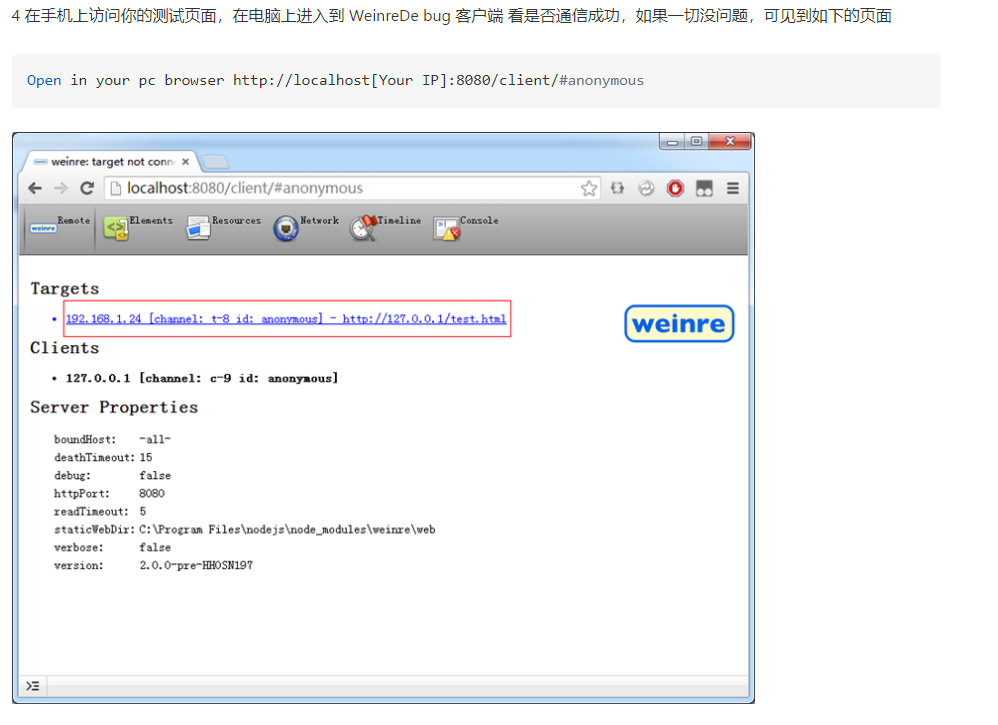 4 在手机上访问你的测试页面，在电脑上进入到 WeinreDe bug 客户端 看是否通信成功，如果一切没问题，可见到如下的页面
Open in your pc browser http://localhost[Your IP]:8080/client/#anonymous
weinre: target not conn
localhost:8080/client/#anonymous
weinre Remote Elements Resources Network Timeline Console
Targets
• 192.168.1.24 [channel: t-8 id: anonymous] - http://127.0.0.1/test.html
weinre
Clients
• 127.0.0.1 [channel: c-9 id: anonymous]
Server Properties
boundHost: -all-
deathTimeout: 15
debug: false
httpPort: 8080
readTimeout: 5
staticWebDir: C:\Program Files\nodejs\node_modules\weinre\web
verbose: false
version: 2.0.0-pre-HH0SN197